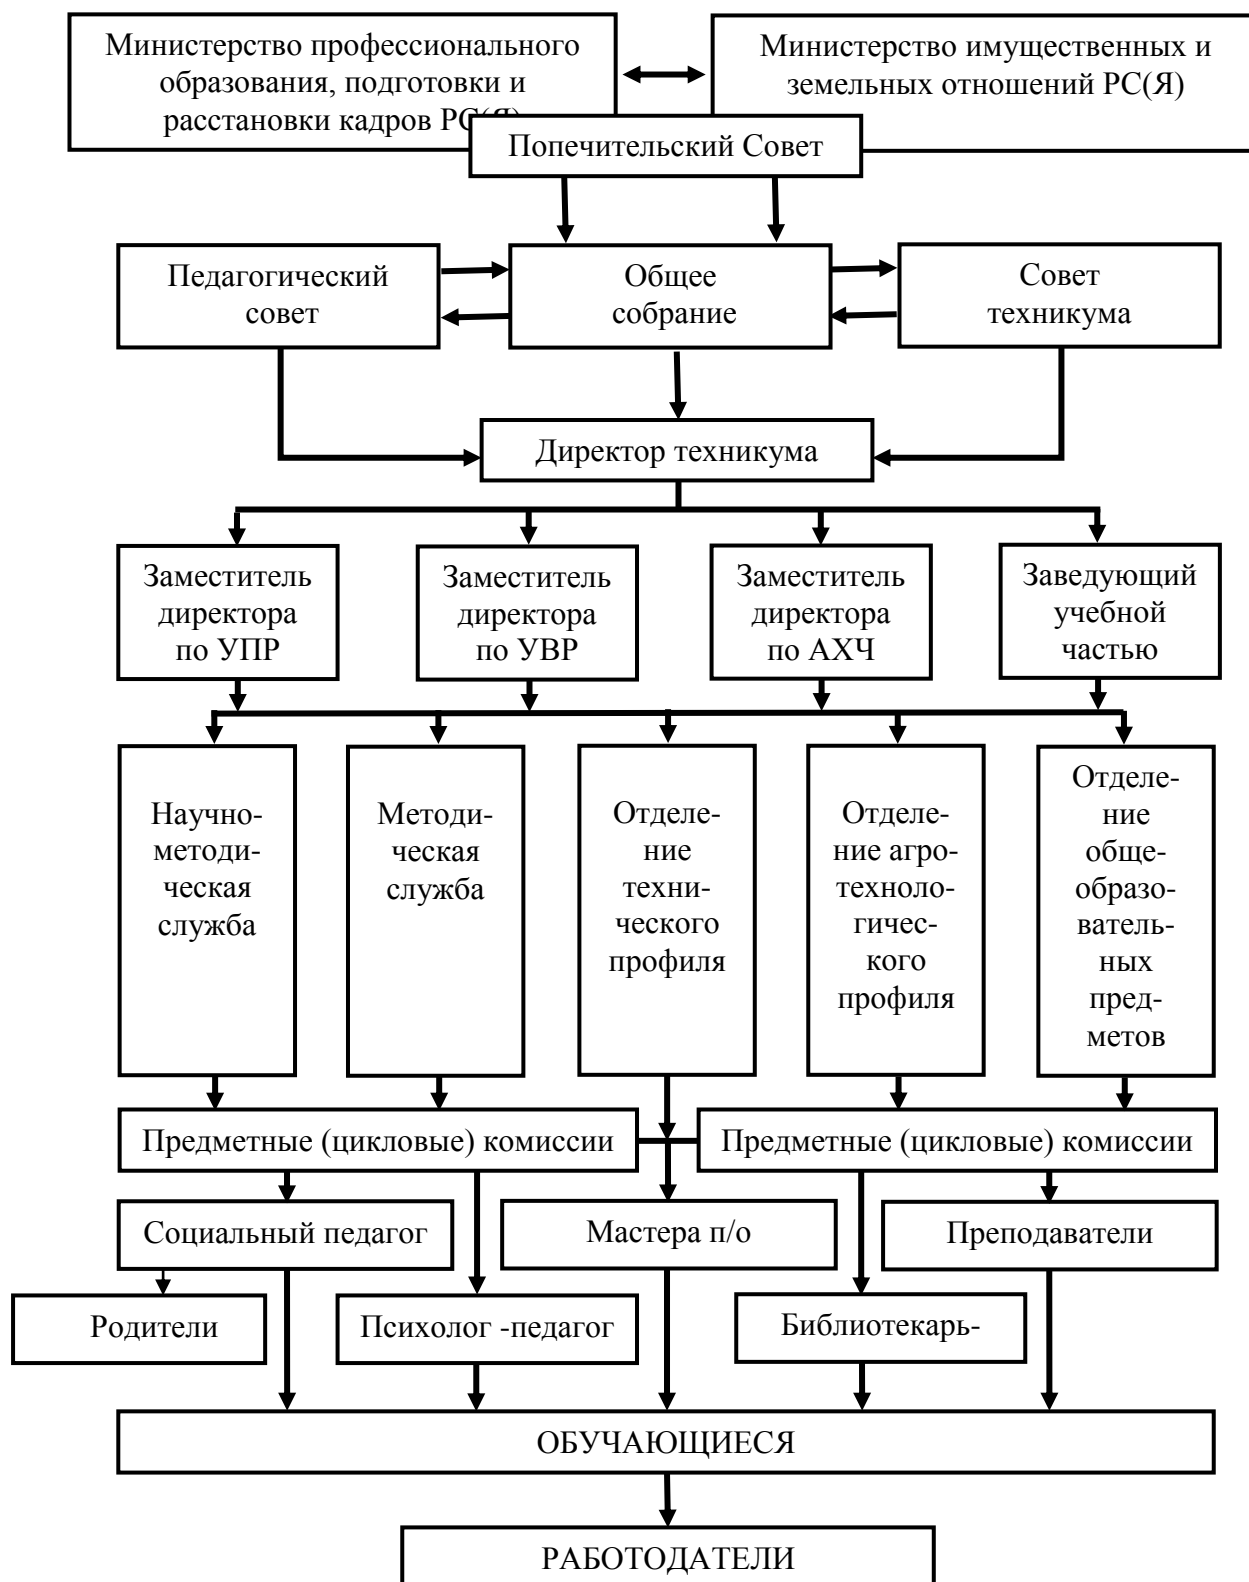 Министерство профессионального
образования, подготовки и
расстановки кадров РС(Я)
Министерство имущественных и
земельных отношений РС(Я)
Попечительский Совет
Педагогический
совет
Общее
собрание
Совет
техникума
Директор техникума
Заместитель
директора
по УПР
Заместитель
директора
по УВР
Заместитель
директора
по АХЧ
Заведующий
учебной
частью
Научно-
методи-
ческая
служба
Методи-
ческая
служба
Отделе-
ние
техни-
ческого
профиля
Отделе-
ние агро-
техноло-
гичес-
кого
профиля
Отделе-
ние
обще-
образо-
ватель-
ных
пред-
метов
Предметные (цикловые) комиссии
Предметные (цикловые) комиссии
Социальный педагог
Мастера п/о
Преподаватели
Родители
Психолог -педагог
Библиотекарь-
ОБУЧАЮЩИЕСЯ
РАБОТОДАТЕЛИ